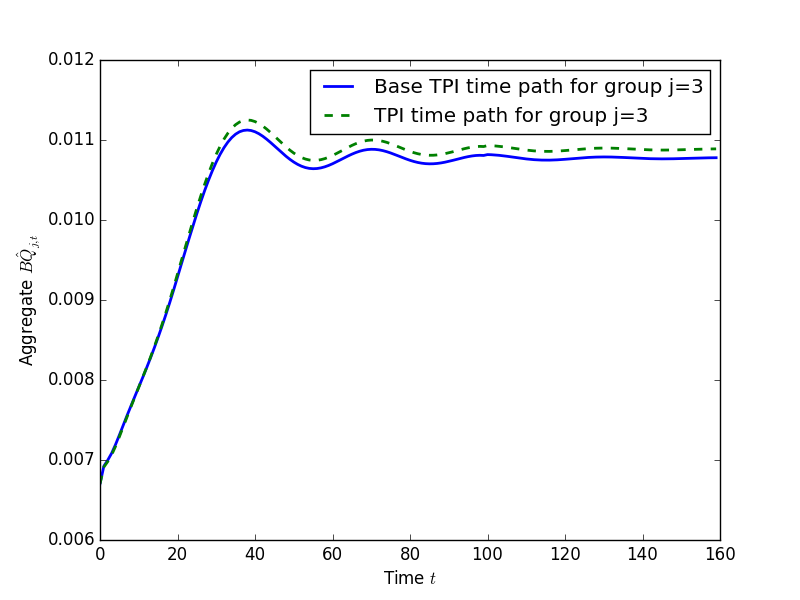 0.012
0.011
0.010
0.009
0.008
0.007
0.006
Aggregate $\hat{BQ}_{j,t}$
Base TPI time path for group j=3
TPI time path for group j=3
0 20 40 60 80 100 120 140 160
Time t